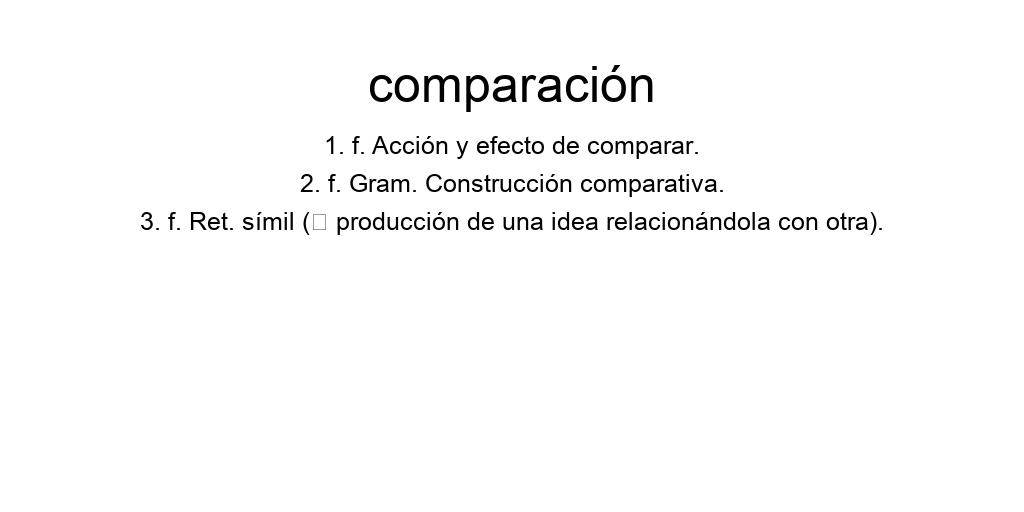 comparación
1. f. Acción y efecto de comparar.
2. f. Gram. Construcción comparativa.
3. f. Ret. símil (□ producción de una idea relacionándola con otra).